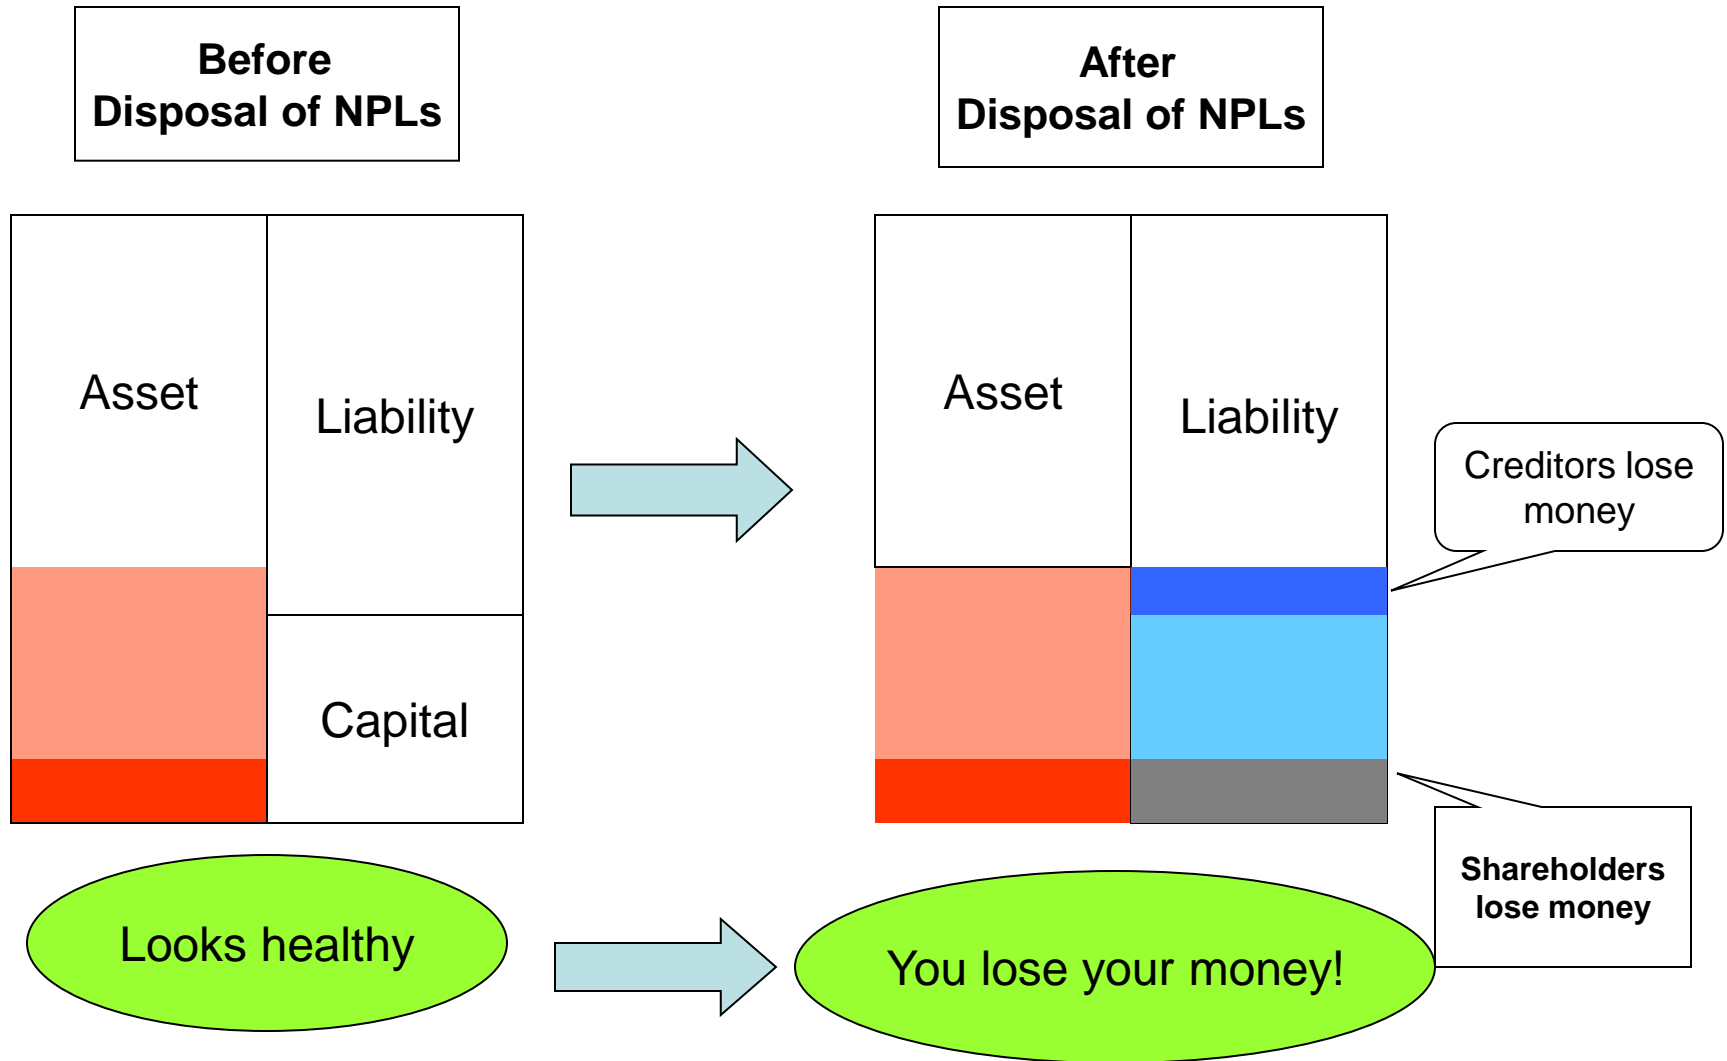 Before
Disposal of NPLs
After
Disposal of NPLs
Asset
Liability
Capital
Asset
Liability
Creditors lose
money
Shareholders
lose money
Looks healthy
You lose your money!